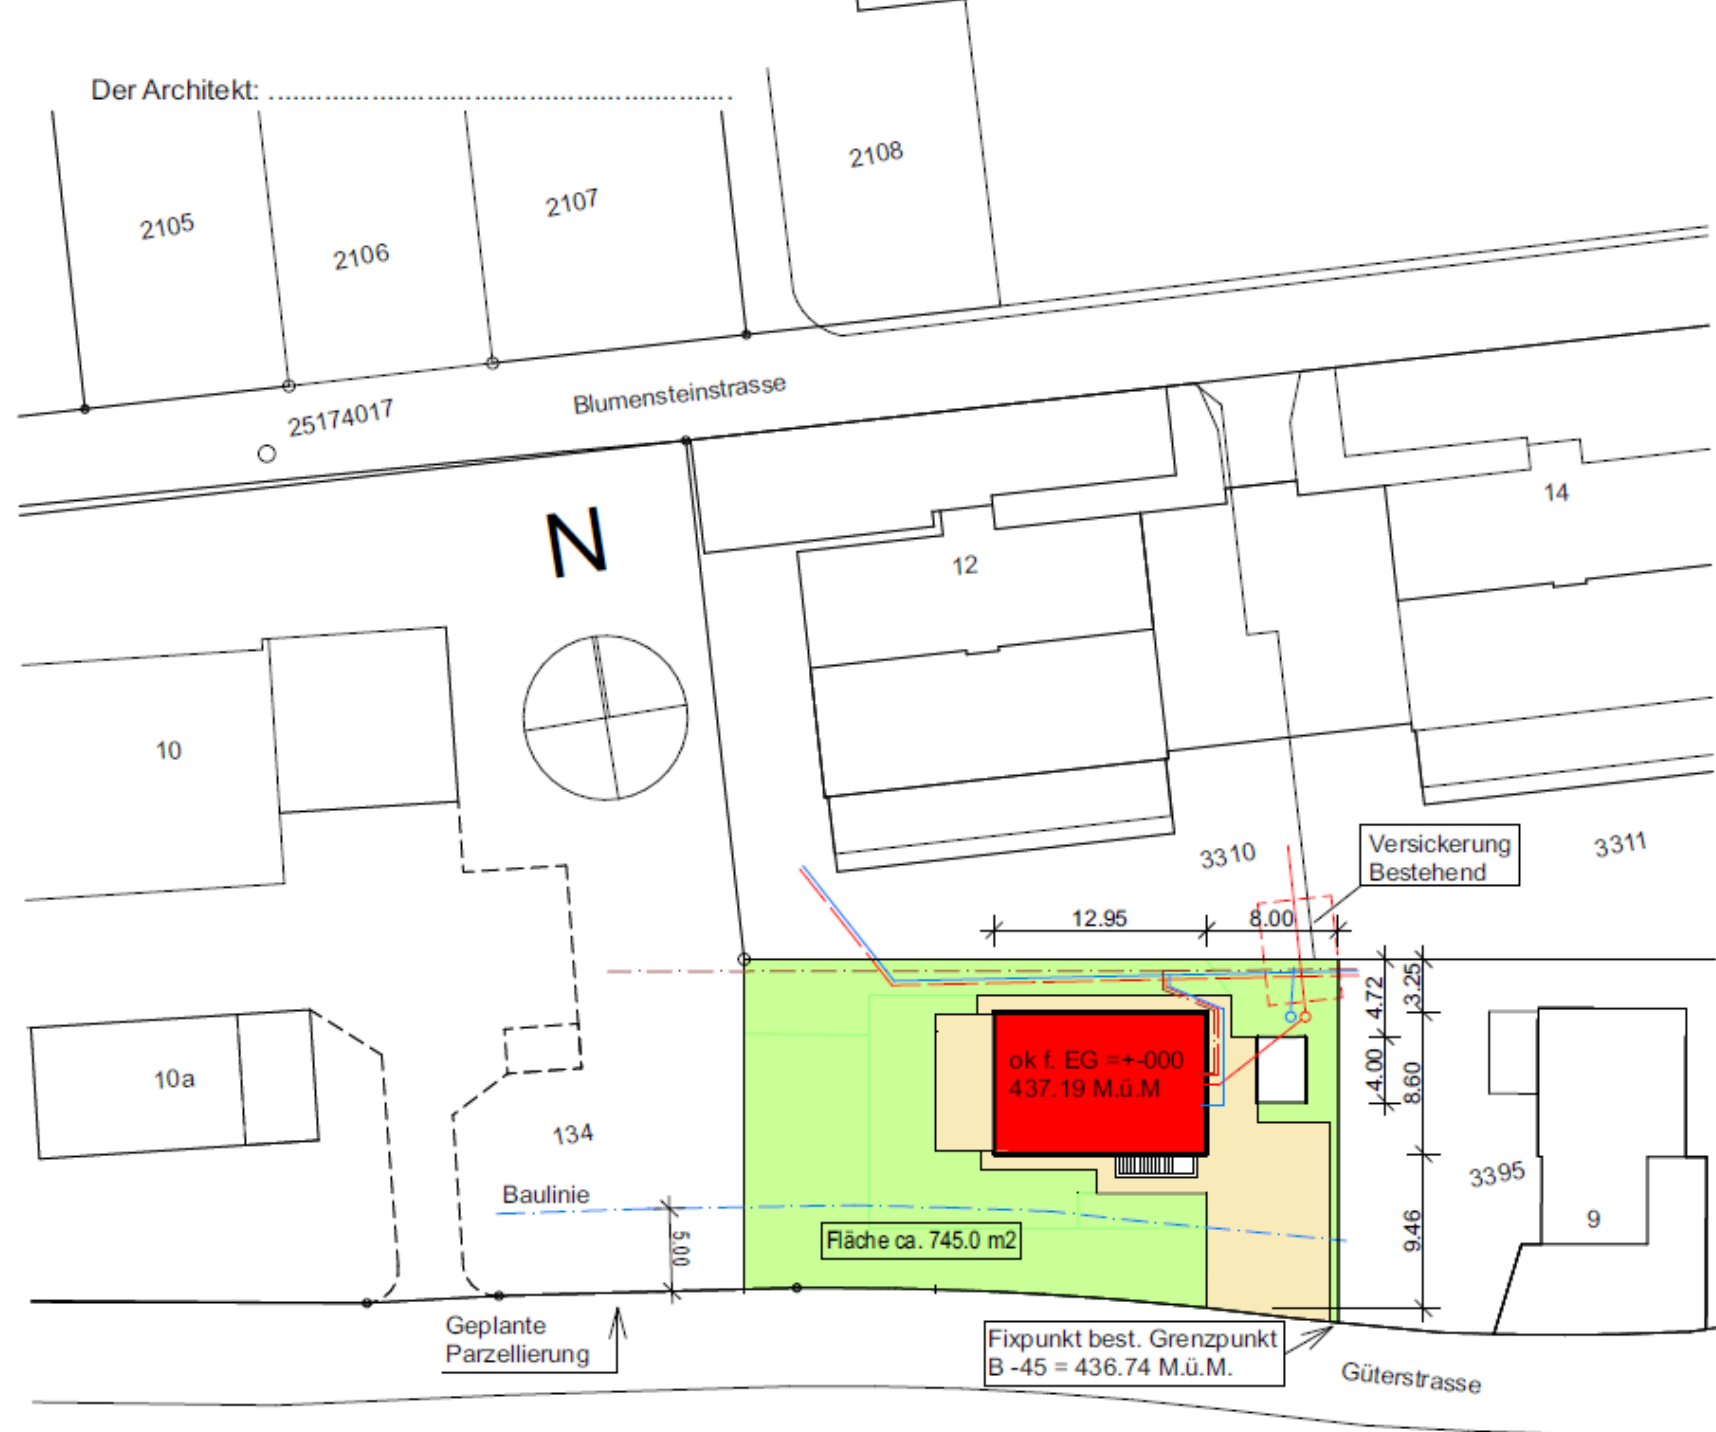 Der Architekt: ....................................................................
2108
2107
2105
2106
Blumensteinstrasse
25174017
14
N
12
10
Versickerung
Bestehend
3311
3310
12.95
8.00
4.72
3.25
ok f. EG =+-000
437.19 M.ü.M
4.00
8.60
10a
134
3395
Baulinie
9
Fläche ca. 745.0 m2
5.00
9.46
Geplante
Parzellierung
Fixpunkt best. Grenzpunkt
B -45 = 436.74 M.ü.M.
Güterstrasse